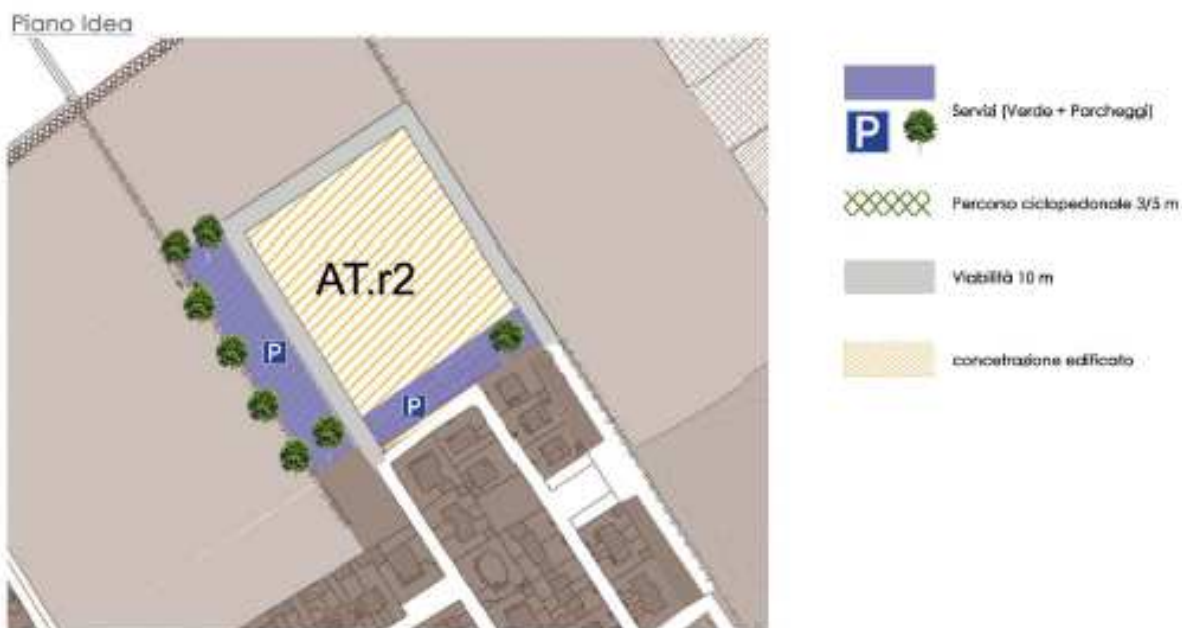 Piano Idea
AT.r2
P
P
P
Servizi (Verde + Parcheggi)
Percorso ciclopedonale 3/5 m
Viabilità 10 m
concetrazione edificato